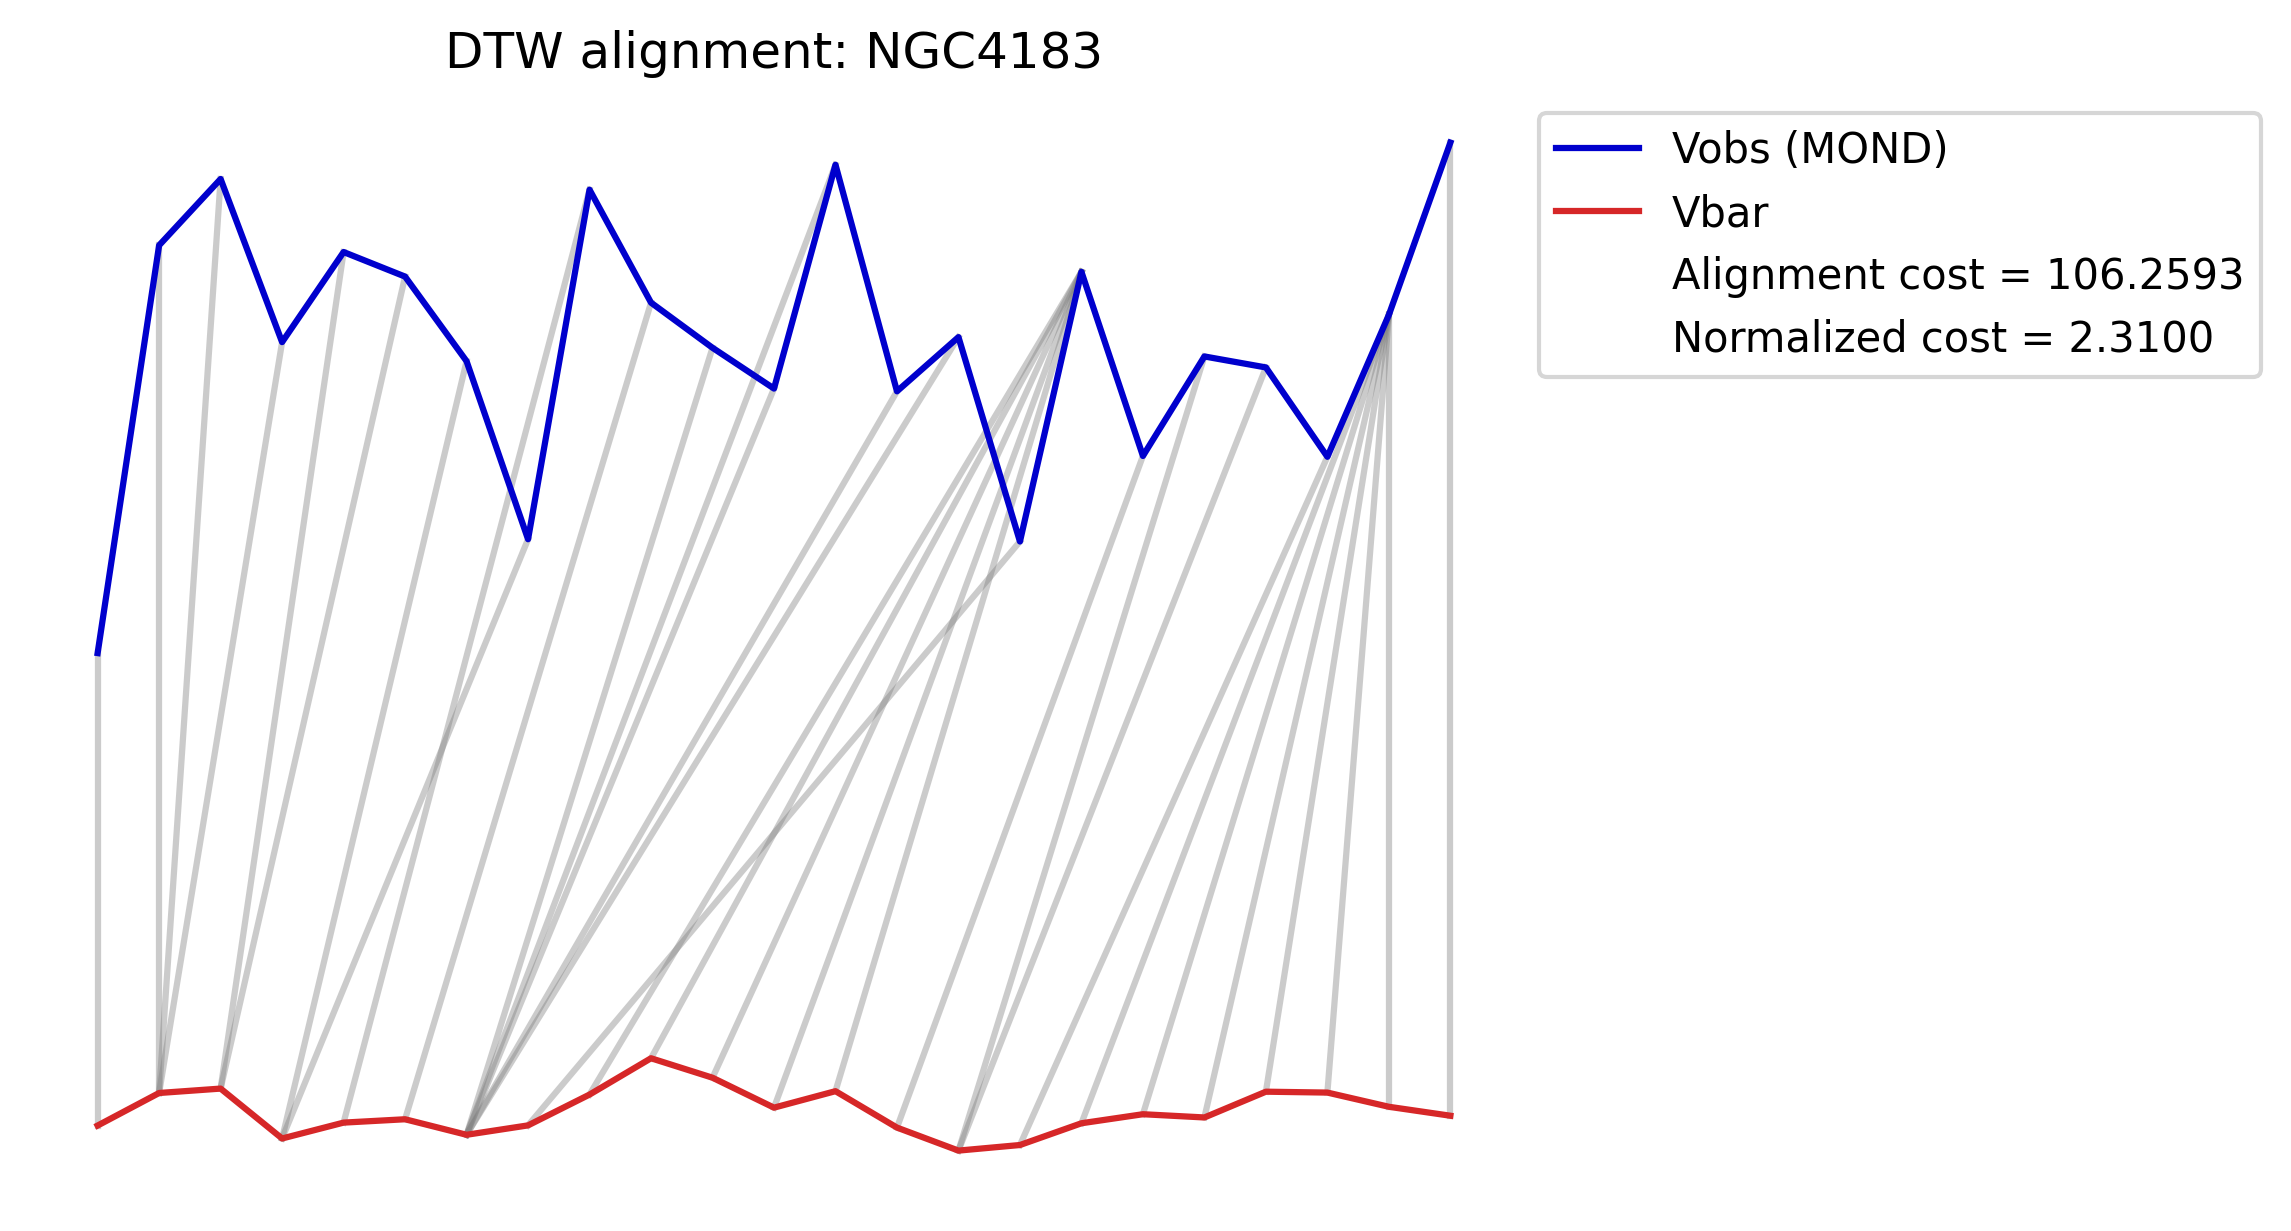 DTW alignment: NGC4183
Vobs (MOND)
Vbar
Alignment cost = 106.2593
Normalized cost = 2.3100